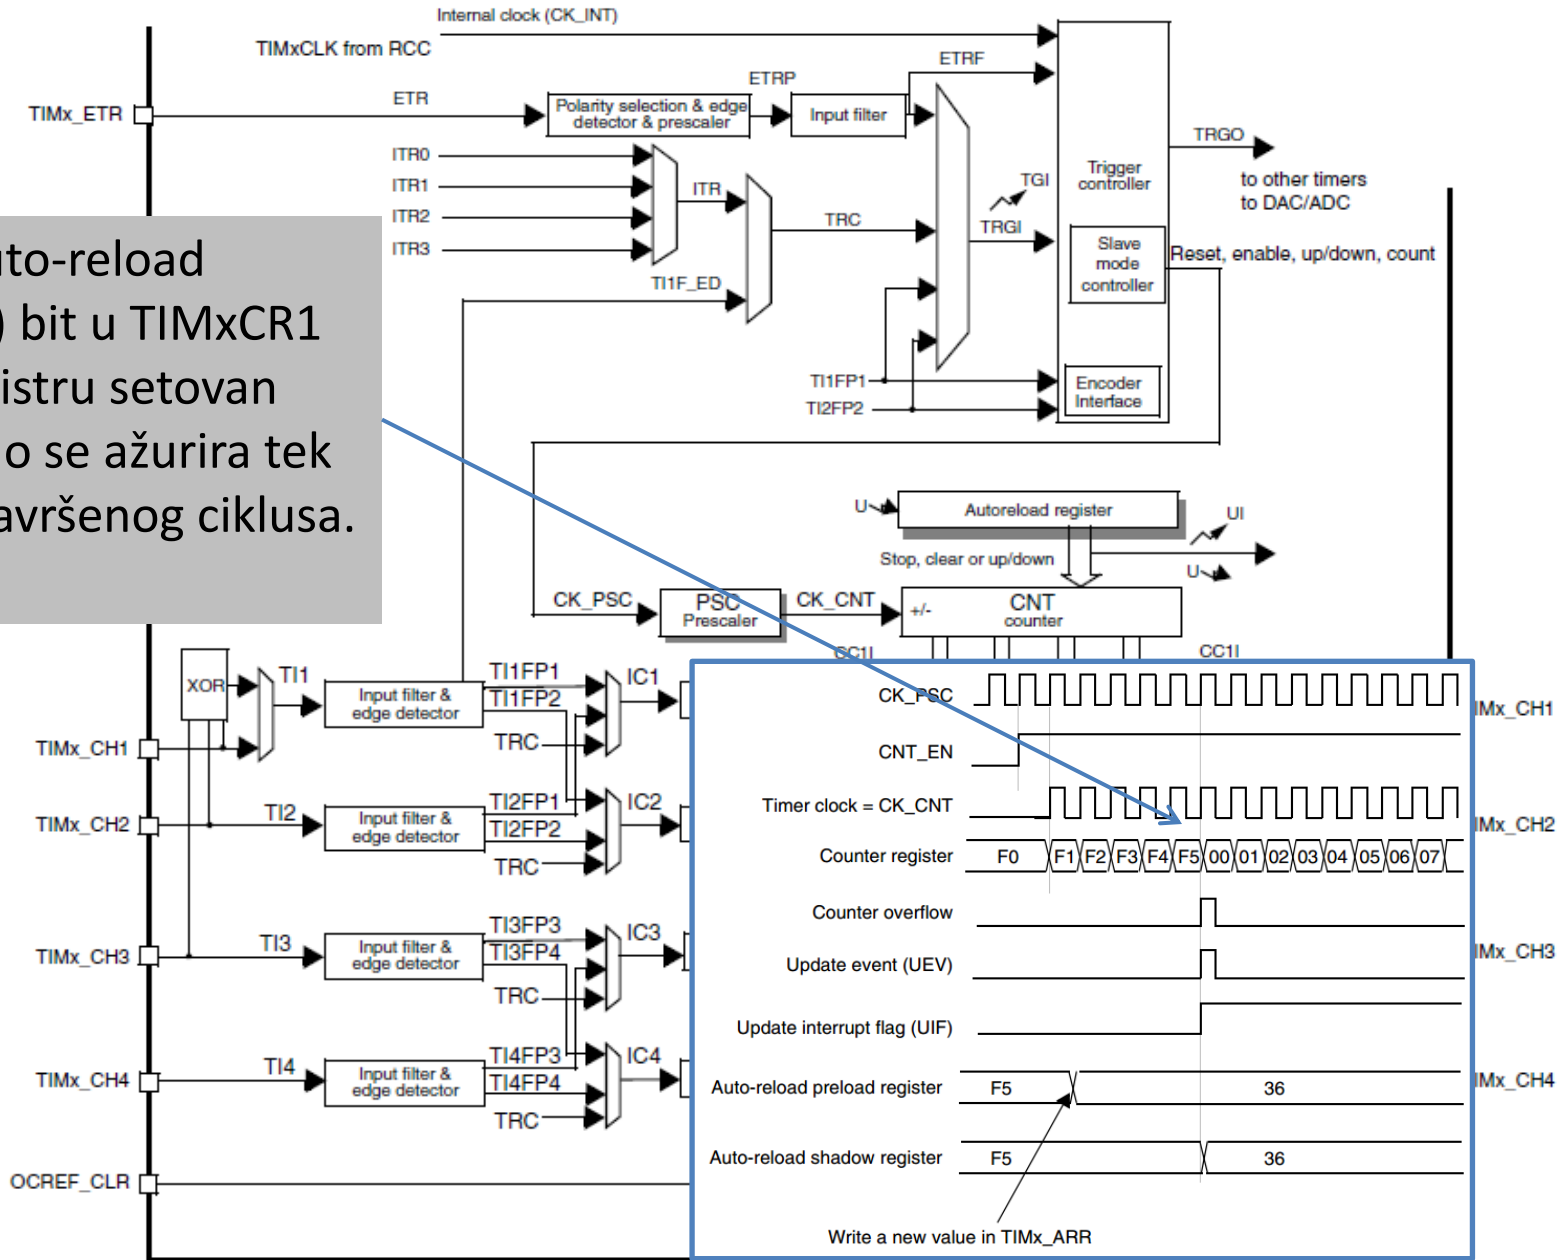 Internal clock (CK_INT)
TIMxCLK from RCC
ETRF
ETRP
ETR
TIMx_ETR
Polarity selection & edge
detector & prescaler
Input filter
TRGO
to other timers
to DAC/ADC
Trigger
controller
ITR0
ITR1
ITR2
ITR3
ITR
TRC
TGI
TRGI
Slave
mode
controller
Reset, enable, up/down, count
TI1F_ED
TI1FP1
TI2FP2
Encoder
Interface
uto-reload
) bit u TIMxCR1
istru setovan
o se ažurira tek
avršenog ciklusa.
U
Autoreload register
UI
Stop, clear or up/down
U
CK_PSC
PSC
Prescaler
CK_CNT
+/-
CNT
counter
CC1I
CC1I
XOR
TI1
Input filter &
edge detector
TI1FP1
TI1FP2
TRC
IC1
TIMx_CH1
TIMx_CH2
TI2
Input filter &
edge detector
TI2FP1
TI2FP2
TRC
IC2
TIMx_CH3
TI3
Input filter &
edge detector
TI3FP3
TI3FP4
TRC
IC3
TIMx_CH4
TI4
Input filter &
edge detector
TI4FP3
TI4FP4
TRC
IC4
OCREF_CLR
CK_PSC
CNT_EN
Timer clock = CK_CNT
Counter register F0 F1 F2 F3 F4 F5 00 01 02 03 04 05 06 07
Counter overflow
Update event (UEV)
Update interrupt flag (UIF)
Auto-reload preload register F5 36
Auto-reload shadow register F5 36
Write a new value in TIMx_ARR
IMx_CH1
IMx_CH2
IMx_CH3
IMx_CH4